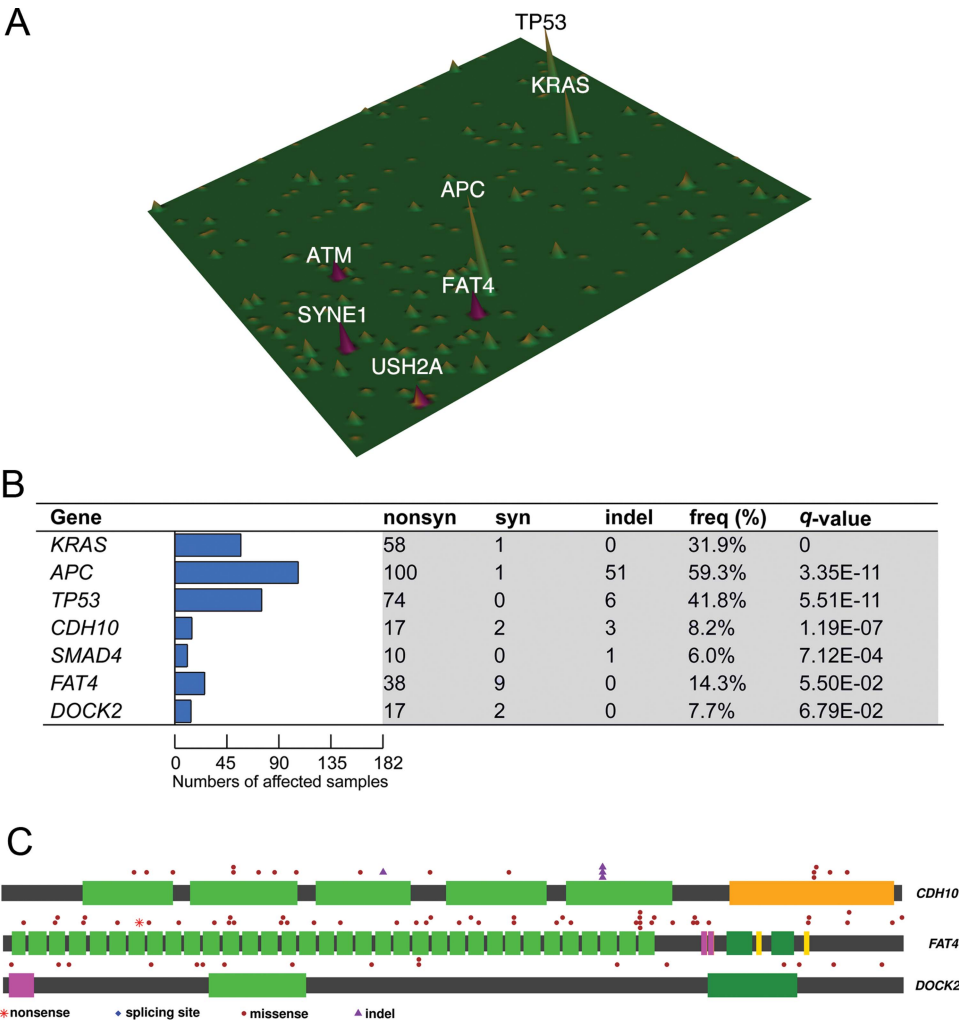 A
TP53
KRAS
APC
ATM
FAT4
SYNE1
USH2A
B
Gene nonsyn syn indel freq (%) q-value
KRAS 58 1 0 31.9% 0
APC 100 1 51 59.3% 3.35E-11
TP53 74 0 6 41.8% 5.51E-11
CDH10 17 2 3 8.2% 1.19E-07
SMAD4 10 0 1 6.0% 7.12E-04
FAT4 38 9 0 14.3% 5.50E-02
DOCK2 17 2 0 7.7% 6.79E-02
0 45 90 135 182
Numbers of affected samples
C
CDH10
FAT4
DOCK2
nonsense splicing site missense indel